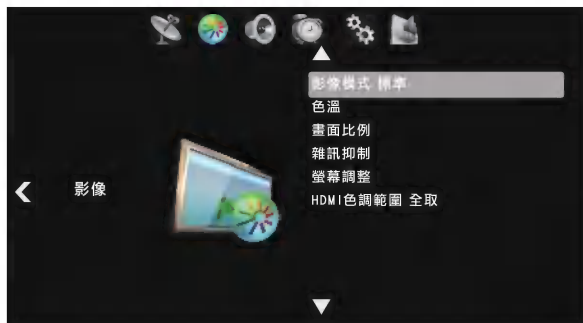 影像模式 標準
色溫
畫面比例
雜訊抑制
影像
螢幕調整
HDMI色調範圍 全取